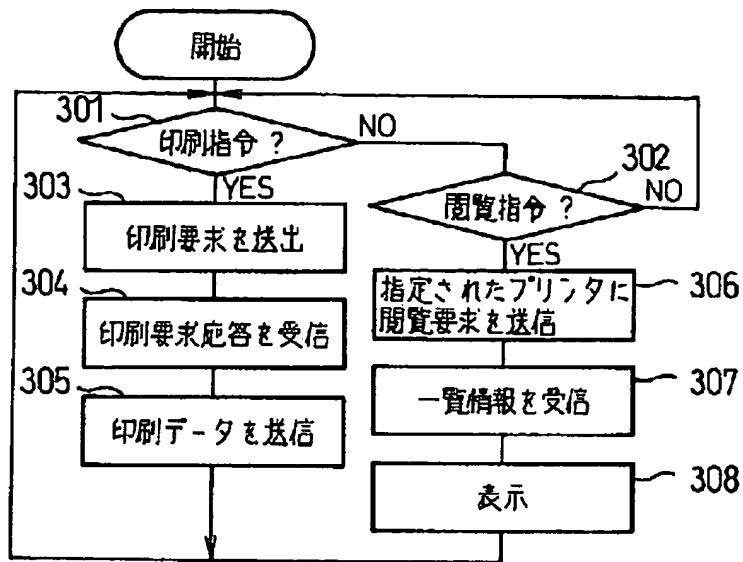 開始
301
印刷指令?
NO
302
YES
閲覧指令?
NO
303
印刷要求を送出
YES
指定されたプリンタに
閲覧要求を送信
306
304
印刷要求応答を受信
307
一覧情報を受信
305
印刷データを送信
308
表示